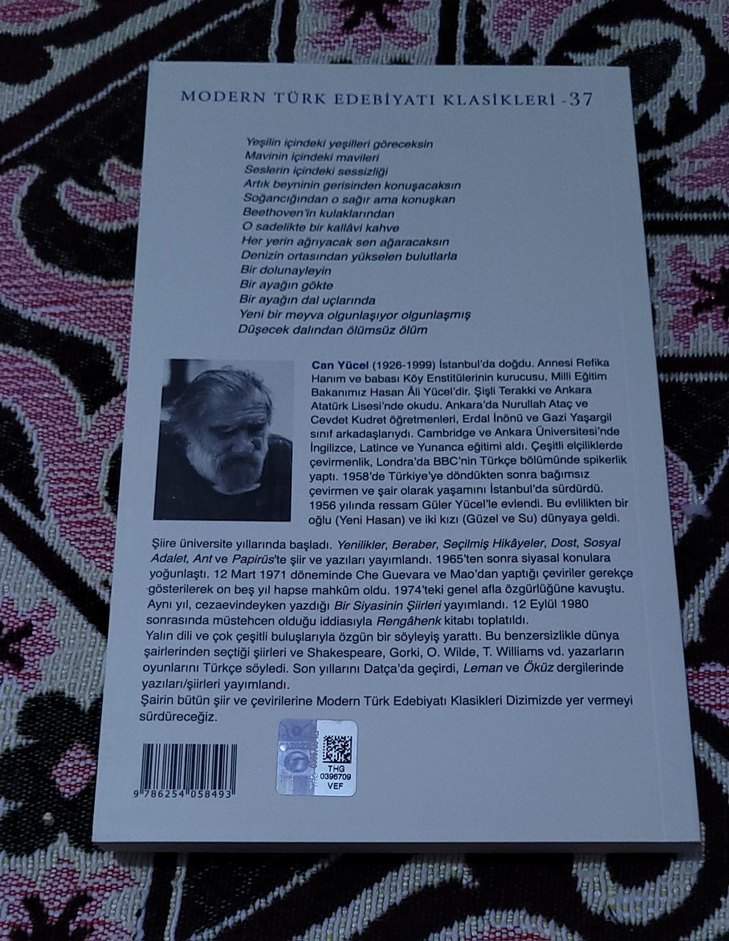 MODERN TÜRK EDEBİYATI KLASİKLERİ -37
Yeşilin içindeki yeşilleri göreceksin
Mavinin içindeki mavileri
Seslerin içindeki sessizliği
Artık beyninin gerisinden konuşacaksın
Soğancığından o sağır ama konuşkan
Beethoven'in kulaklarından
O sadelikte bir kallâvi kahve
Her yerin ağrıyacak sen ağaracaksın
Denizin ortasından yükselen bulutlarla
Bir dolunayleyin
Bir ayağın gökte
Bir ayağın dal uçlarında
Yeni bir meyva olgunlaşıyor olgunlaşmış
Düşecek dalından ölümsüz ölüm
Can Yücel (1926-1999) İstanbul'da doğdu. Annesi Refika
Hanım ve babası Köy Enstitülerinin kurucusu, Milli Eğitim
Bakanımız Hasan Âli Yücel'dir. Şişli Terakki ve Ankara
Atatürk Lisesi'nde okudu. Ankara'da Nurullah Ataç ve
Cevdet Kudret öğretmenleri, Erdal İnönü ve Gazi Yaşargil
sınıf arkadaşlarıydı. Cambridge ve Ankara Üniversitesi'nde
İngilizce, Latince ve Yunanca eğitimi aldı. Çeşitli elçiliklerde
çevirmenlik, Londra'da BBC'nin Türkçe bölümünde spikerlik
yaptı. 1958'de Türkiye'ye döndükten sonra bağımsız
çevirmen ve şair olarak yaşamını İstanbul'da sürdürdü.
1956 yılında ressam Güler Yücel'le evlendi. Bu evlilikten bir
oğlu (Yeni Hasan) ve iki kızı (Güzel ve Su) dünyaya geldi.
Şiire üniversite yıllarında başladı. Yenilikler, Beraber, Seçilmiş Hikâyeler, Dost, Sosyal
Adalet, Ant ve Papirüs'te şiir ve yazıları yayımlandı. 1965'ten sonra siyasal konulara
yoğunlaştı. 12 Mart 1971 döneminde Che Guevara ve Mao'dan yaptığı çeviriler gerekçe
gösterilerek on beş yıl hapse mahkûm oldu. 1974'teki genel afla özgürlüğüne kavuştu.
Aynı yıl, cezaevindeyken yazdığı Bir Siyasinin Şiirleri yayımlandı. 12 Eylül 1980
sonrasında müstehcen olduğu iddiasıyla Rengâhenk kitabı toplatıldı.
Yalın dili ve çok çeşitli buluşlarıyla özgün bir söyleyiş yarattı. Bu benzersizlikle dünya
şairlerinden seçtiği şiirleri ve Shakespeare, Gorki, O. Wilde, T. Williams vd. yazarların
oyunlarını Türkçe söyledi. Son yıllarını Datça'da geçirdi, Leman ve Öküz dergilerinde
yazıları/şiirleri yayımlandı.
Şairin bütün şiir ve çevirilerine Modern Türk Edebiyatı Klasikleri Dizimizde yer vermeyi
sürdüreceğiz.
THG
0396709
VEF
9 786254 058493